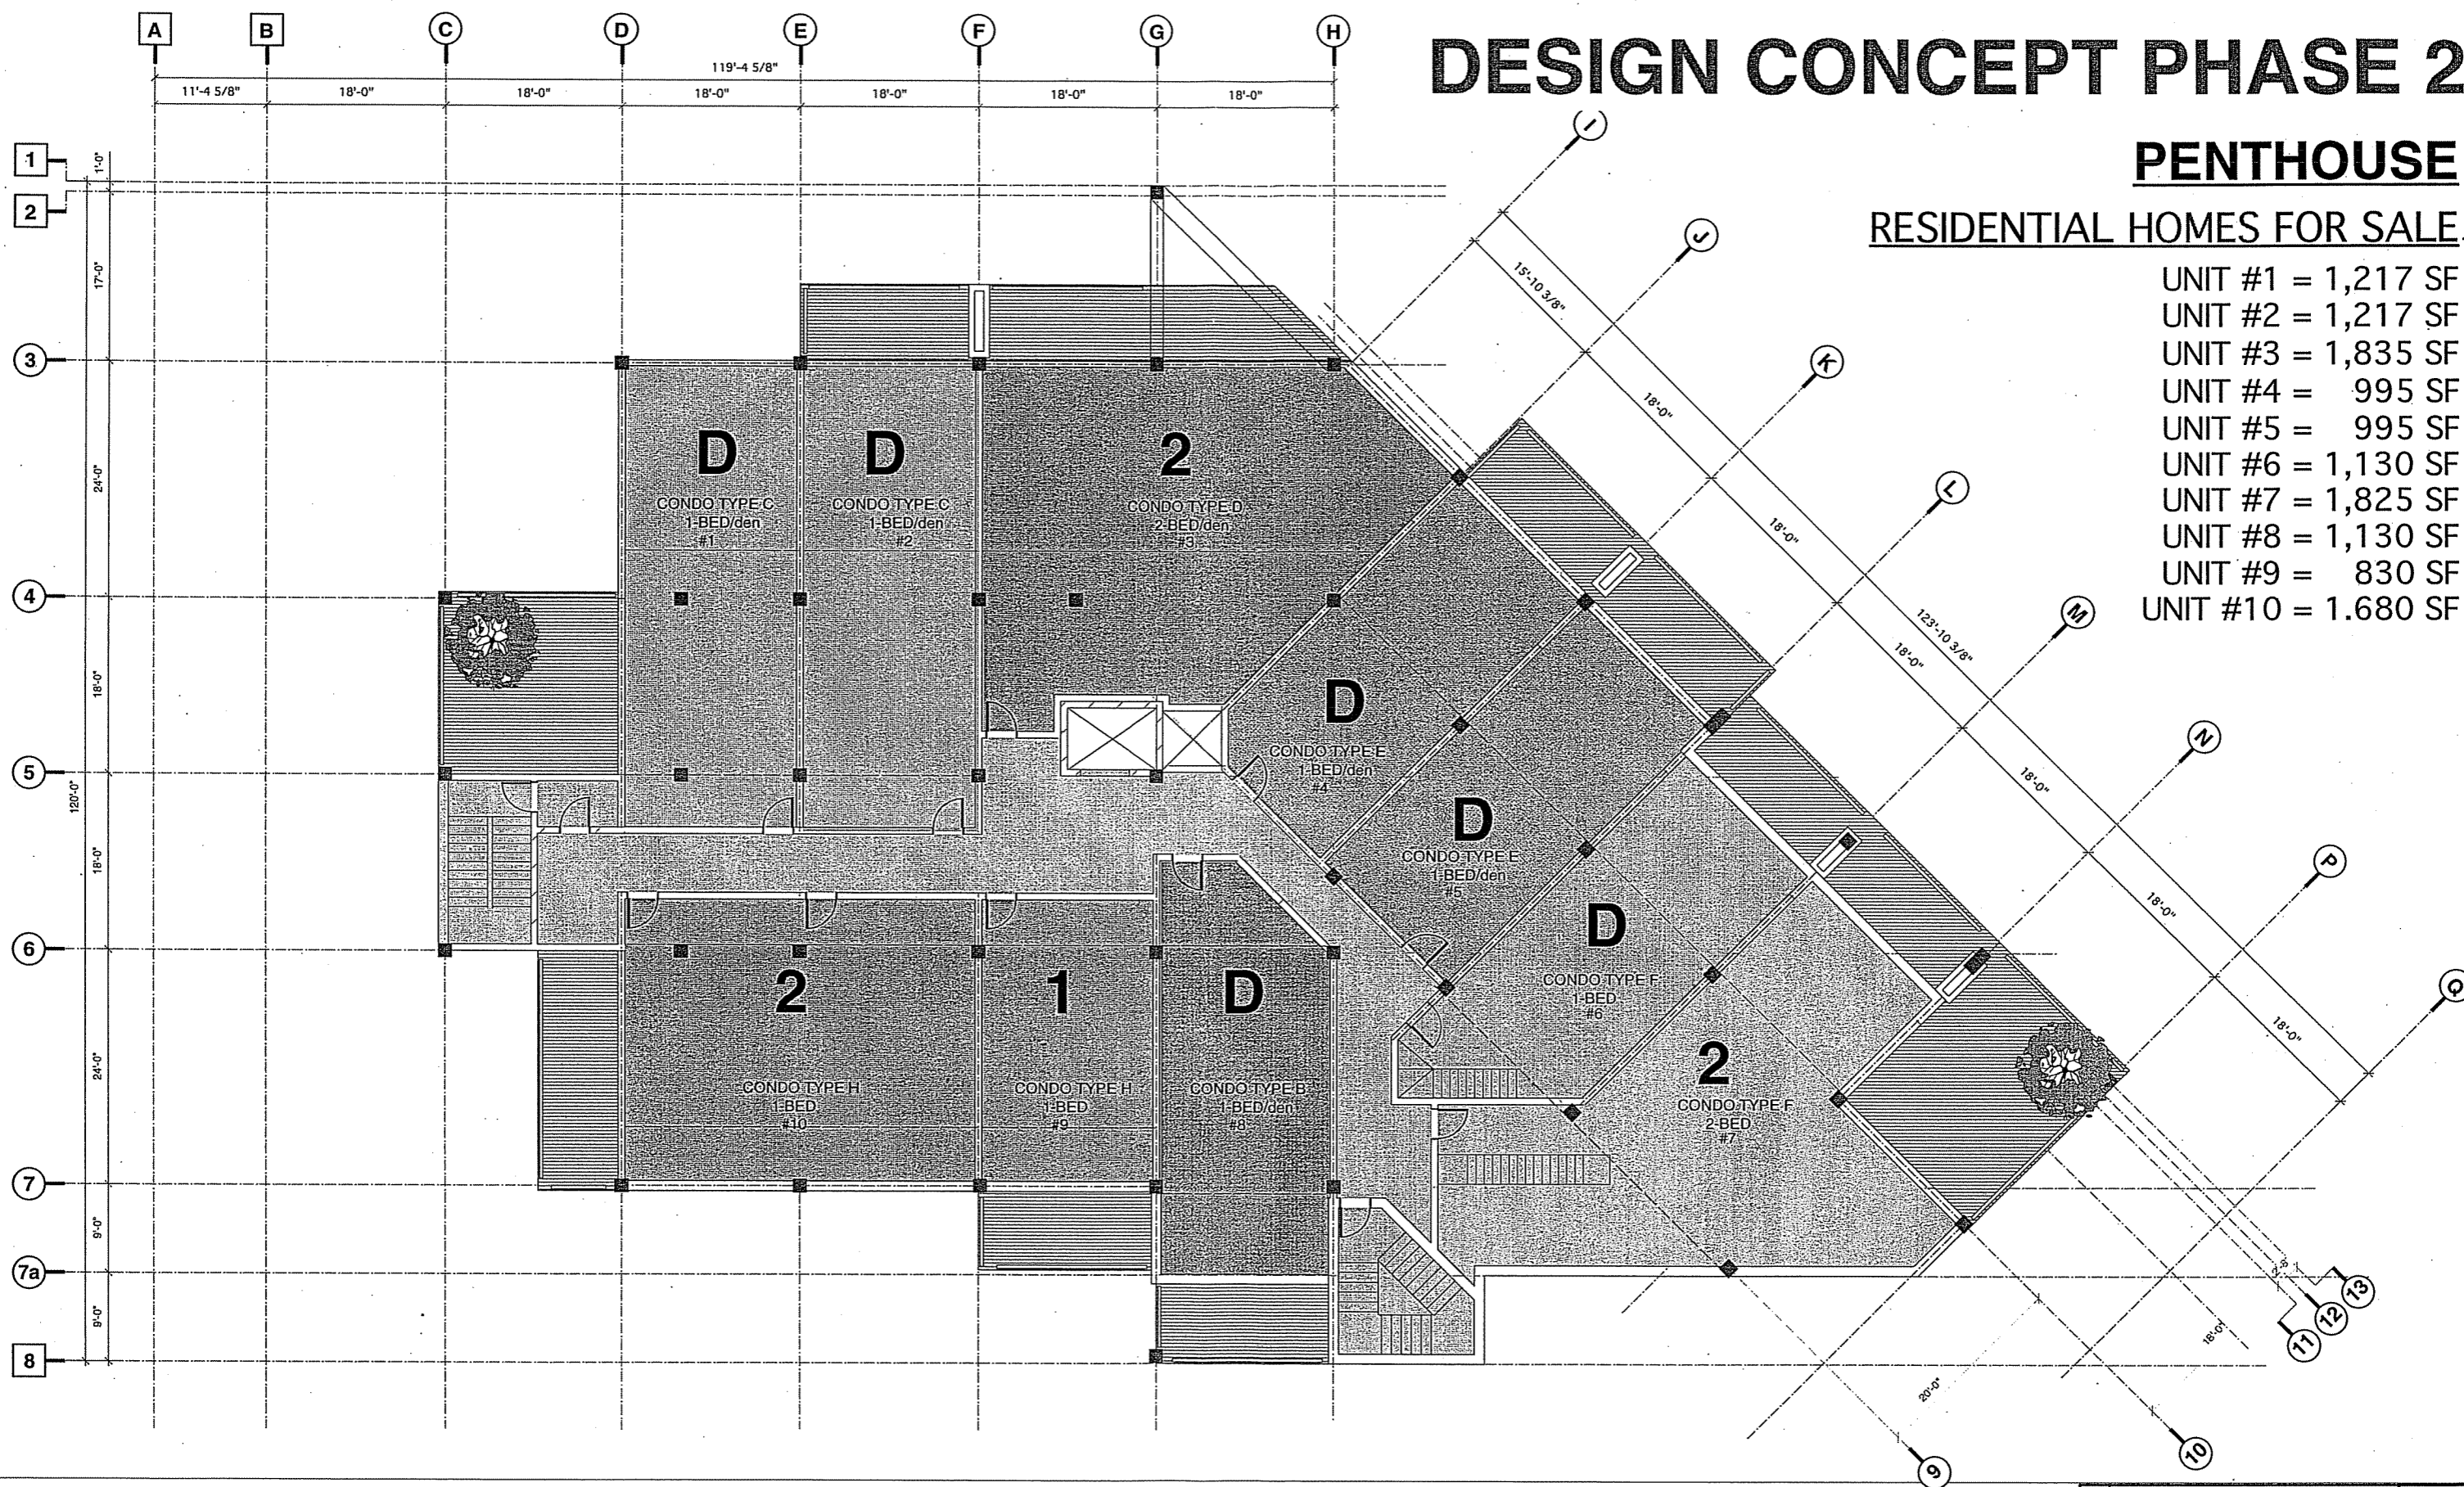 A B C D E F G H
DESIGN CONCEPT PHASE 2
119'-4 5/8"
11'-4 5/8" 18'-0" 18'-0" 18'-0" 18'-0" 18'-0" 18'-0"
PENTHOUSE
RESIDENTIAL HOMES FOR SALE.
UNIT #1 = 1,217 SF
UNIT #2 = 1,217 SF
UNIT #3 = 1,835 SF
UNIT #4 = 995 SF
UNIT #5 = 995 SF
UNIT #6 = 1,130 SF
UNIT #7 = 1,825 SF
UNIT #8 = 1,130 SF
UNIT #9 = 830 SF
UNIT #10 = 1.680 SF
I
J
K
L
M
N
P
Q
15'-10 3/8"
18'-0"
18'-0"
123'-10 3/8"
18'-0"
18'-0"
18'-0"
18'-0"
1
2
3
4
5
6
7
7a
8
1'-0"
17'-0"
24'-0"
18'-0"
120'-0"
18'-0"
24'-0"
9'-0"
9'-0"
D
CONDO TYPE C
1-BED/den
#1
D
CONDO TYPE C
1-BED/den
#2
2
CONDO TYPE D
2-BED/den
#3
D
CONDO TYPE E
1-BED/den
#4
D
CONDO TYPE E
1-BED/den
#5
D
CONDO TYPE F
1-BED
#6
2
CONDO TYPE F
2-BED
#7
2
CONDO TYPE H
1-BED
#10
1
CONDO TYPE H
1-BED
#9
D
CONDO TYPE B
1-BED/den
#8
13
12
11
18'-0"
20'-0"
10
9